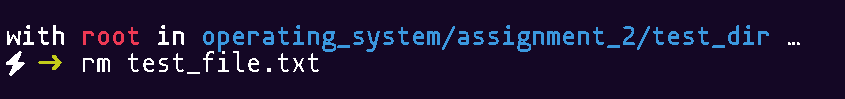 with root in operating_system/assignment_2/test_dir …
⚡ → rm test_file.txt